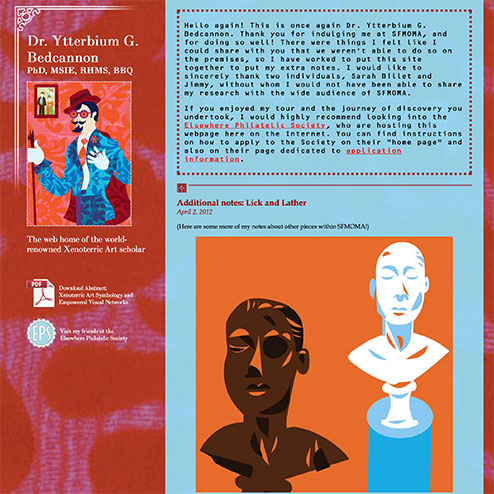 Dr. Ytterbium G.
Bedcannon
PhD, MSIE, RHMS, BBQ
The web home of the world-
renowned Xenoterric Art scholar
PDF
Download Abstract;
Xenoterric Art Symbology and
Empowered Visual Networks
EPS
Visit my friends at the
Elsewhere Philatelic Society
Hello again! This is once again Dr. Ytterbium G.
Bedcannon. Thank you for indulging me at SFMOMA, and
for doing so well! There were things I felt like I
could share with you that we weren't able to do so on
the premises, so I have worked to put this site
together to put my extra notes. I would like to
sincerely thank two individuals, Sarah Billet and
Jimmy, without whom I would not have been able to share
my research with the wide audience of SFMOMA.
If you enjoyed my tour and the journey of discovery you
undertook, I would highly recommend looking into the
Elsewhere Philatelic Society, who are hosting this
webpage here on the Internet. You can find instructions
on how to apply to the Society on their "home page" and
also on their page dedicated to application
information.
Additional notes: Lick and Lather
April 2, 2012
(Here are some more of my notes about other pieces within SFMOMA!)